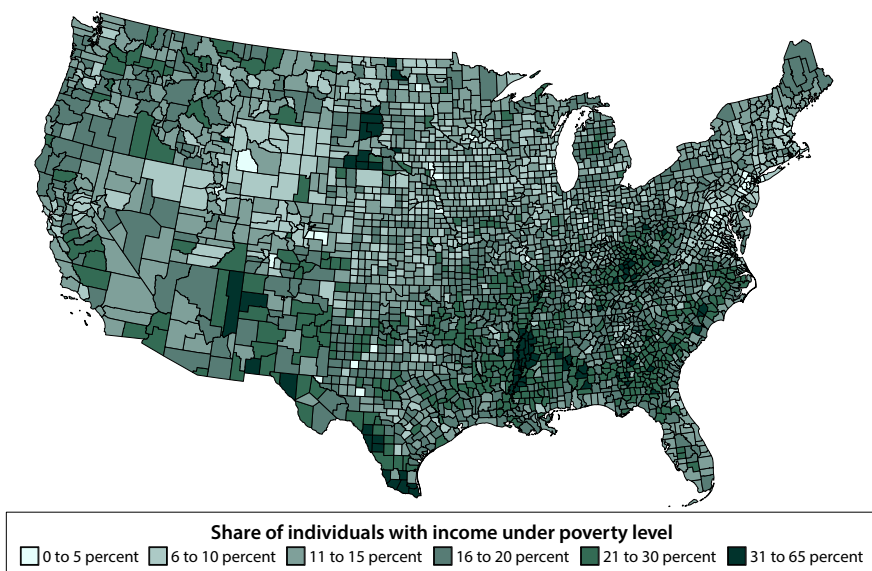 Share of individuals with income under poverty level
0 to 5 percent 6 to 10 percent 11 to 15 percent 16 to 20 percent 21 to 30 percent 31 to 65 percent